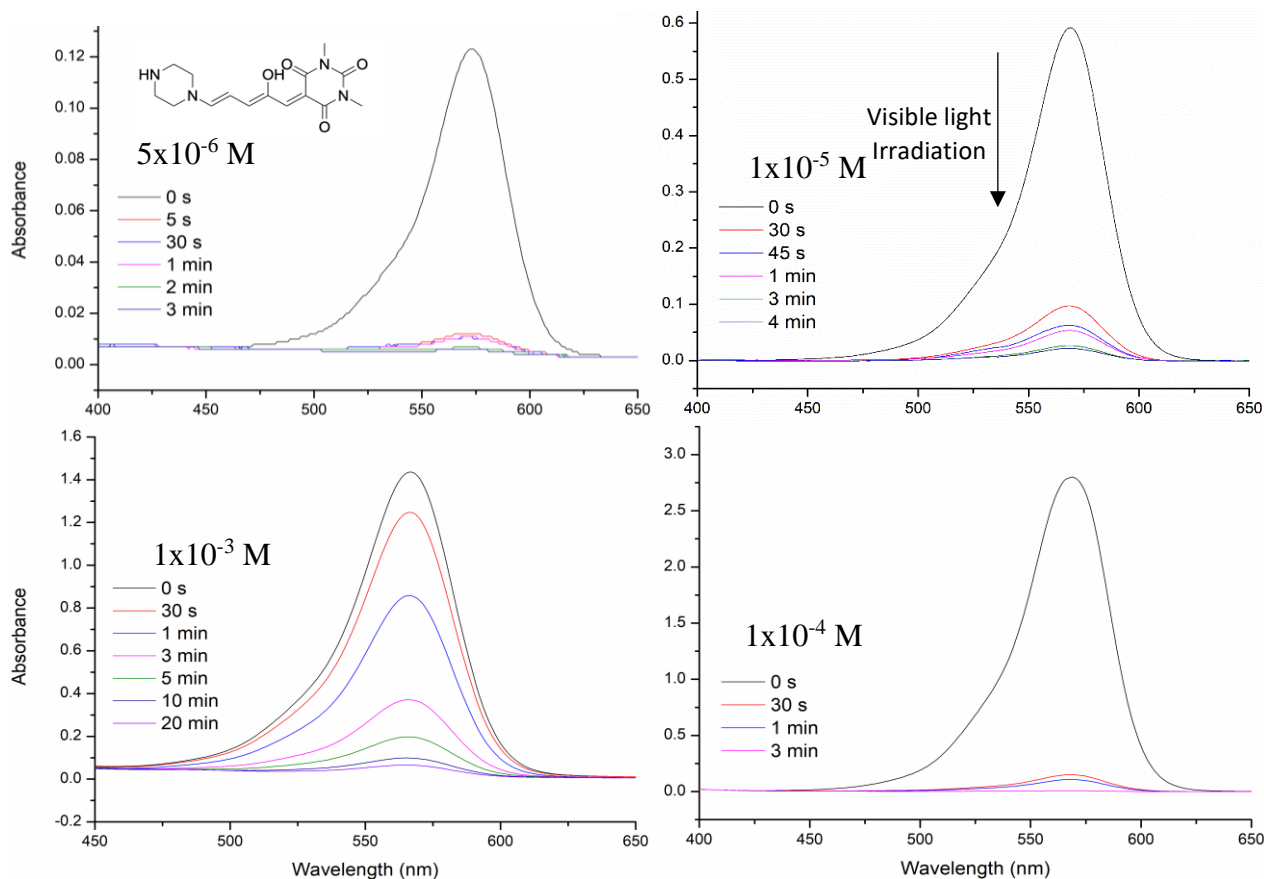 0.12
0.10
0.08
0.06
0.04
0.02
0.00
Absorbance
HN
N
OH
O
N
O
N
O
5x10-6 M
0 s
5 s
30 s
1 min
2 min
3 min
400
450
500
550
600
650
0.6
0.5
0.4
0.3
0.2
0.1
0.0
Visible light
Irradiation
1x10-5 M
0 s
30 s
45 s
1 min
3 min
4 min
400
450
500
550
600
650
1.6
1.4
1.2
1.0
0.8
0.6
0.4
0.2
0.0
-0.2
Absorbance
1x10-3 M
0 s
30 s
1 min
3 min
5 min
10 min
20 min
450
500
550
600
650
Wavelength (nm)
3.0
2.5
2.0
1.5
1.0
0.5
0.0
1x10-4 M
0 s
30 s
1 min
3 min
400
450
500
550
600
650
Wavelength (nm)